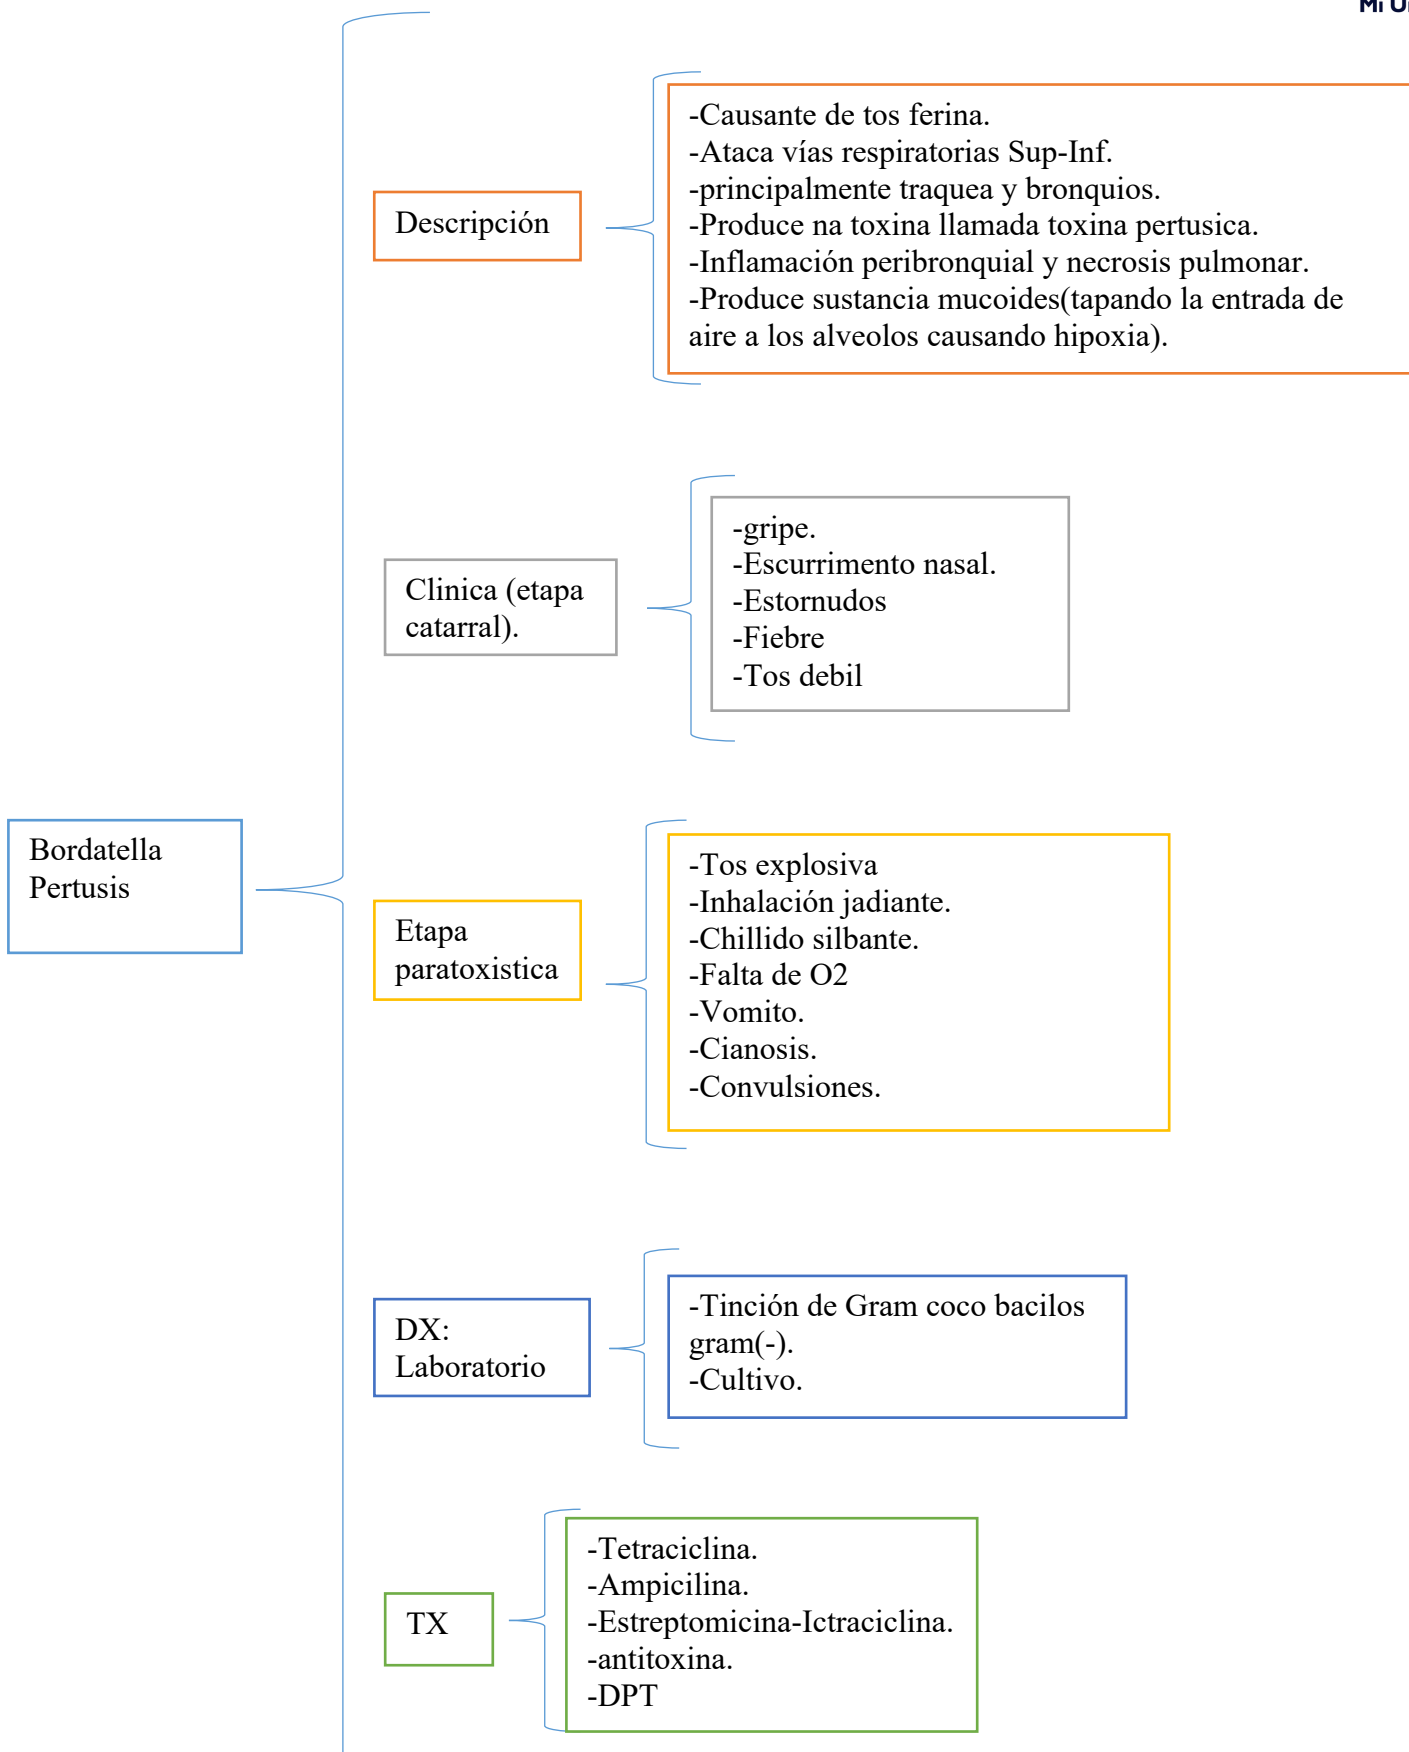 -Causante de tos ferina.
-Ataca vías respiratorias Sup-Inf.
-principalmente traquea y bronquios.
Descripción
-Produce na toxina llamada toxina pertusica.
-Inflamación peribronquial y necrosis pulmonar.
-Produce sustancia mucoides(tapando la entrada de
aire a los alveolos causando hipoxia).
Clinica (etapa
catarral).
-gripe.
-Escurrimento nasal.
-Estornudos
-Fiebre
-Tos debil
Bordatella
Pertusis
Etapa
paratoxistica
-Tos explosiva
-Inhalación jadiante.
-Chillido silbante.
-Falta de O2
-Vomito.
-Cianosis.
-Convulsiones.
DX:
Laboratorio
-Tinción de Gram coco bacilos
gram(-).
-Cultivo.
TX
-Tetraciclina.
-Ampicilina.
-Estreptomicina-Ictraciclina.
-antitoxina.
-DPT